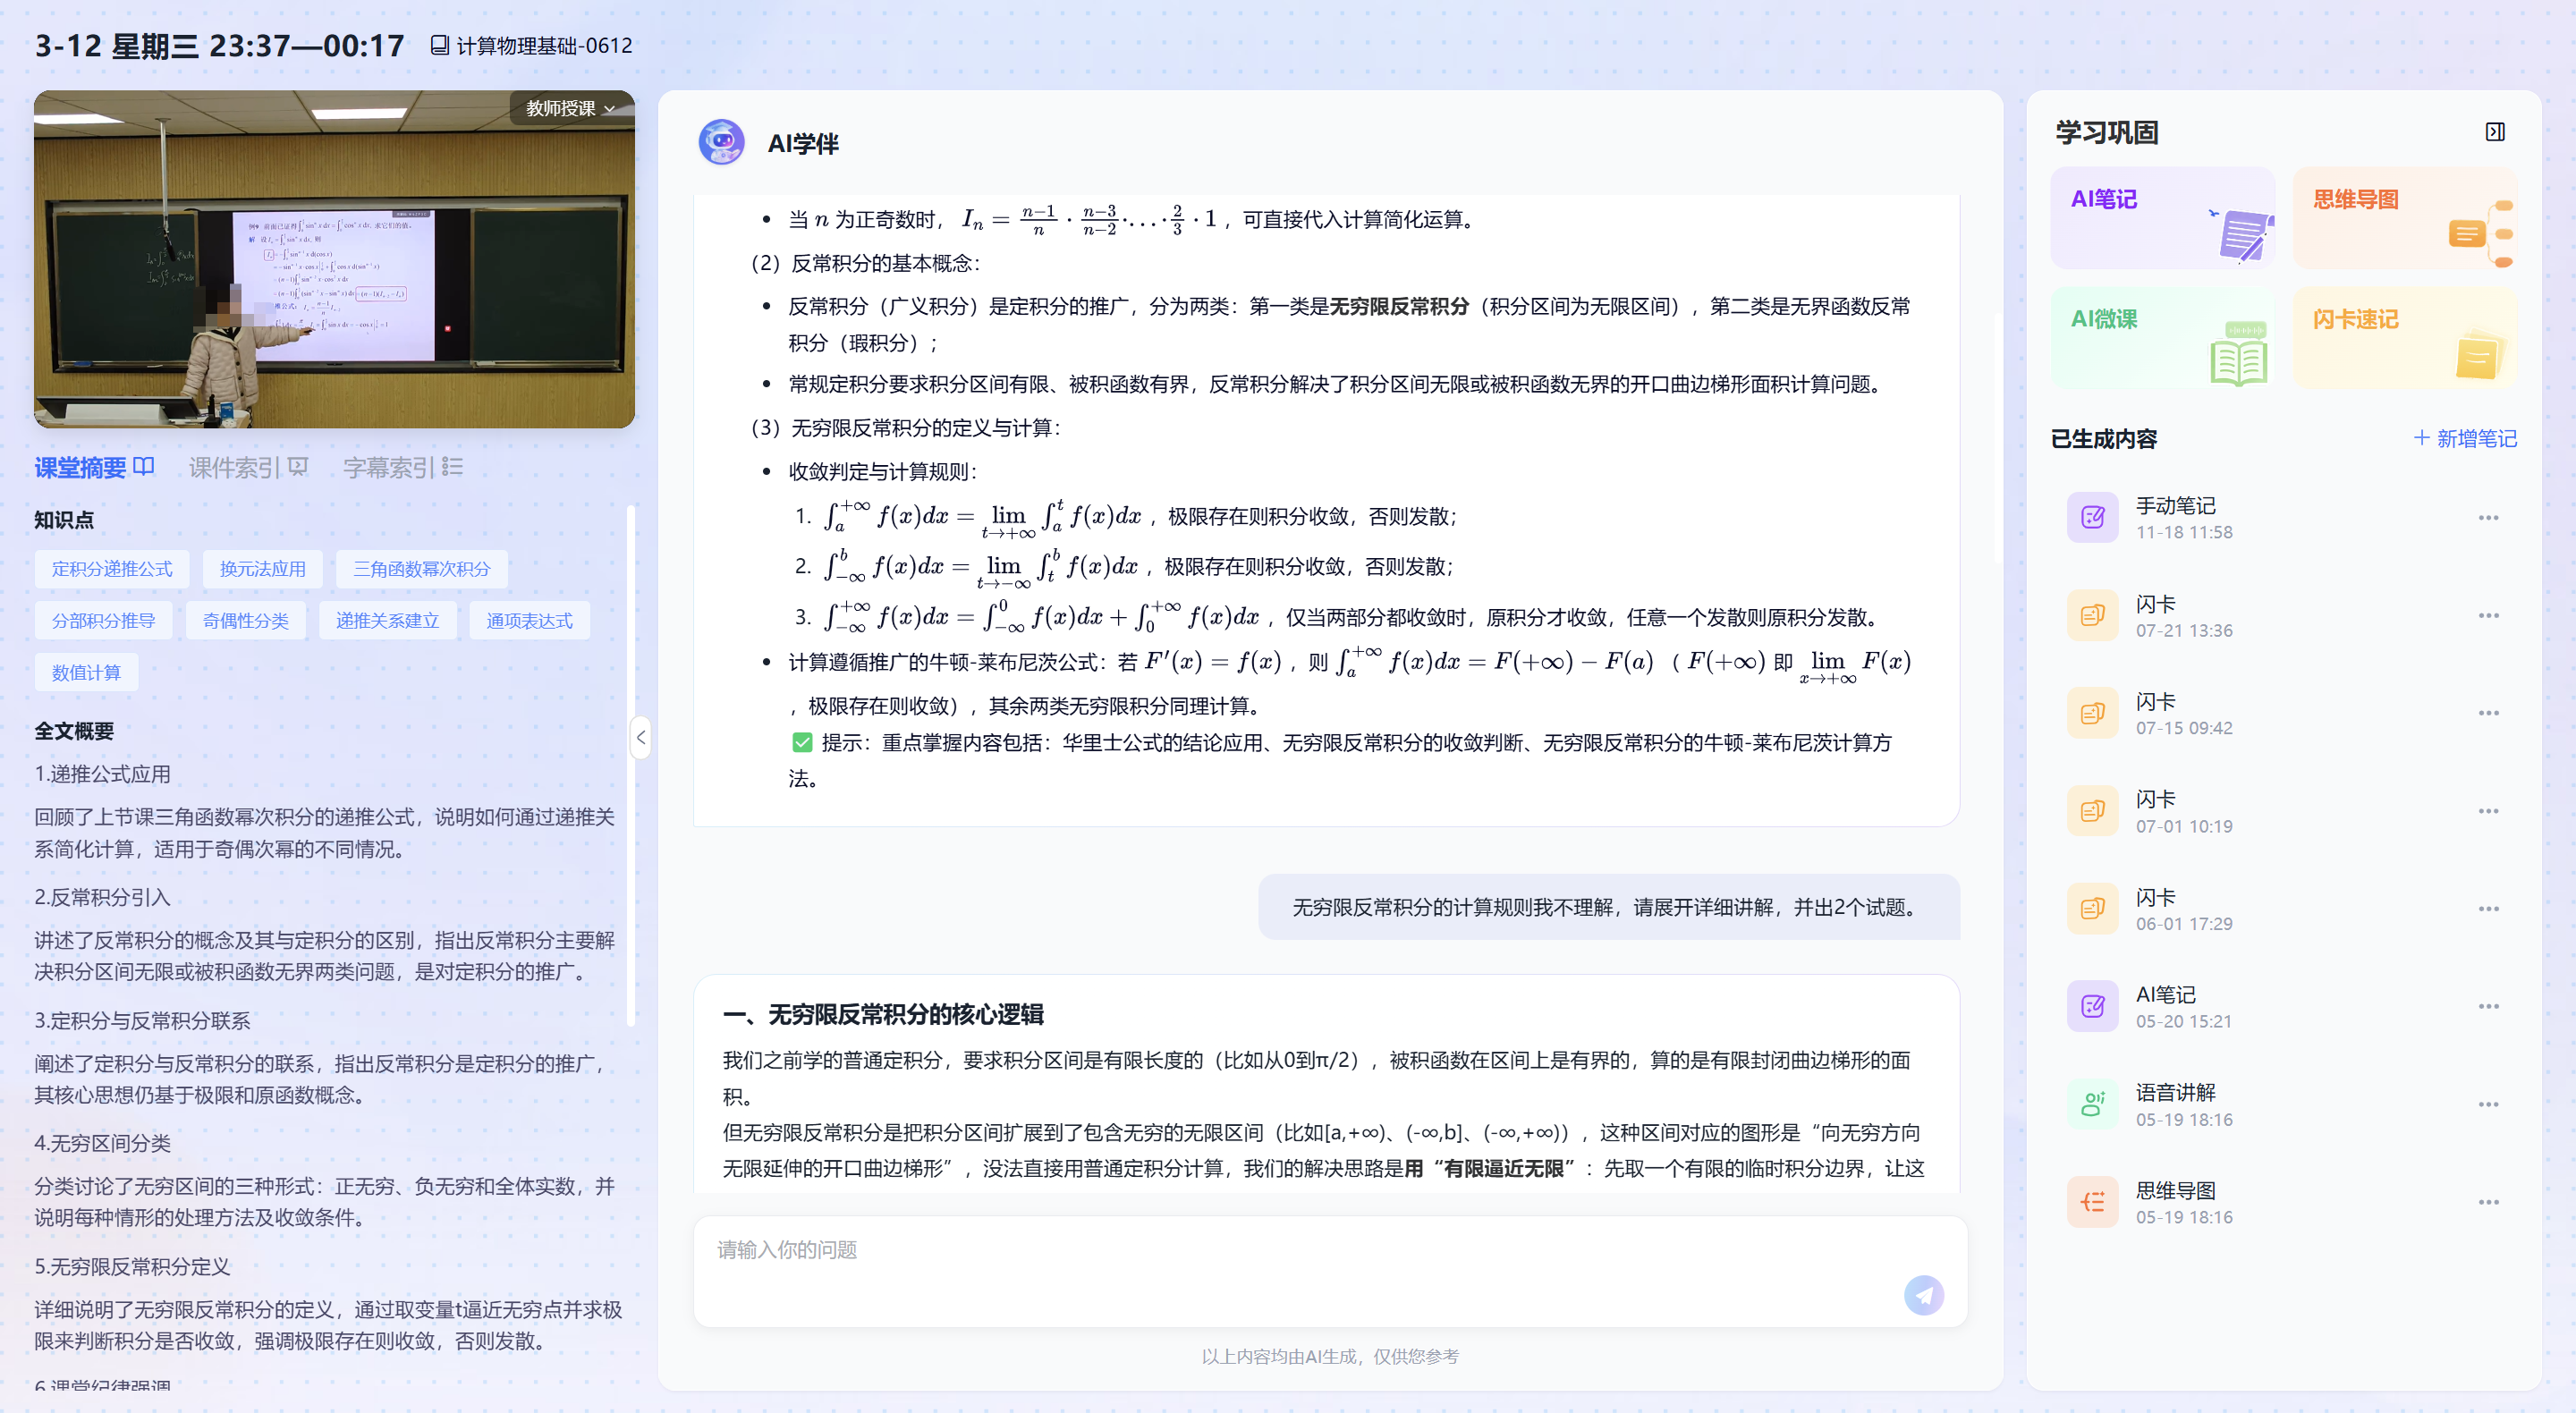 3-12 星期三 23:37—00:17 计算物理基础-0612
教师授课
课堂摘要 课件索引 字幕索引
知识点
定积分递推公式 换元法应用 三角函数幂次积分
分部积分推导 奇偶性分类 递推关系建立 通项表达式
数值计算
全文概要
1.递推公式应用
回顾了上节课三角函数幂次积分的递推公式，说明如何通过递推关
系简化计算，适用于奇偶次幂的不同情况。
2.反常积分引入
讲述了反常积分的概念及其与定积分的区别，指出反常积分主要解
决积分区间无限或被积函数无界两类问题，是对定积分的推广。
3.定积分与反常积分联系
阐述了定积分与反常积分的联系，指出反常积分是定积分的推广，
其核心思想仍基于极限和原函数概念。
4.无穷区间分类
分类讨论了无穷区间的三种形式：正无穷、负无穷和全体实数，并
说明每种情形的处理方法及收敛条件。
5.无穷限反常积分定义
详细说明了无穷限反常积分的定义，通过取变量t逼近无穷点并求极
限来判断积分是否收敛，强调极限存在则收敛，否则发散。
6.课堂纪律强调
AI学伴
• 当 n 为正奇数时， I_n = \frac{n-1}{n} · \frac{n-3}{n-2} · … · \frac{2}{3} · 1 ，可直接代入计算简化运算。
（2）反常积分的基本概念：
• 反常积分（广义积分）是定积分的推广，分为两类：第一类是无穷限反常积分（积分区间为无限区间），第二类是无界函数反常
积分（瑕积分）；
• 常规定积分要求积分区间有限、被积函数有界，反常积分解决了积分区间无限或被积函数无界的开口曲边梯形面积计算问题。
（3）无穷限反常积分的定义与计算：
• 收敛判定与计算规则：
1. \int_a^{+∞} f(x)dx = \lim_{t→+∞} \int_a^t f(x)dx ，极限存在则积分收敛，否则发散；
2. \int_{-∞}^b f(x)dx = \lim_{t→-∞} \int_t^b f(x)dx ，极限存在则积分收敛，否则发散；
3. \int_{-∞}^{+∞} f(x)dx = \int_{-∞}^0 f(x)dx + \int_0^{+∞} f(x)dx ，仅当两部分都收敛时，原积分才收敛，任意一个发散则原积分发散。
• 计算遵循推广的牛顿-莱布尼茨公式：若 F′(x) = f(x) ，则 \int_a^{+∞} f(x)dx = F(+∞) − F(a) （ F(+∞) 即 \lim_{x→+∞} F(x)
，极限存在则收敛），其余两类无穷限积分同理计算。
✅ 提示：重点掌握内容包括：华里士公式的结论应用、无穷限反常积分的收敛判断、无穷限反常积分的牛顿-莱布尼茨计算方
法。
无穷限反常积分的计算规则我不理解，请展开详细讲解，并出2个试题。
一、无穷限反常积分的核心逻辑
我们之前学的普通定积分，要求积分区间是有限长度的（比如从0到π/2），被积函数在区间上是有界的，算的是有限封闭曲边梯形的面
积。
但无穷限反常积分是把积分区间扩展到了包含无穷的无限区间（比如[a,+∞)、(-∞,b]、(-∞,+∞)），这种区间对应的图形是“向无穷方向
无限延伸的开口曲边梯形”，没法直接用普通定积分计算，我们的解决思路是用“有限逼近无限”：先取一个有限的临时积分边界，让这
请输入你的问题
以上内容均由AI生成，仅供您参考
学习巩固
AI笔记 思维导图
AI微课 闪卡速记
已生成内容 + 新增笔记
手动笔记
11-18 11:58
闪卡
07-21 13:36
闪卡
07-15 09:42
闪卡
07-01 10:19
闪卡
06-01 17:29
AI笔记
05-20 15:21
语音讲解
05-19 18:16
思维导图
05-19 18:16